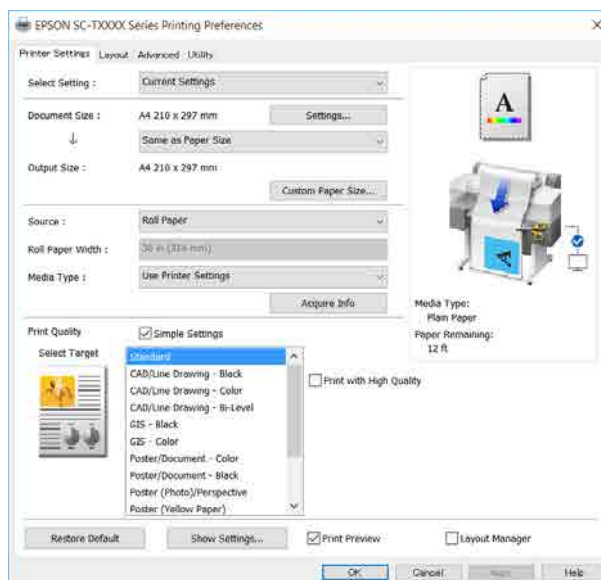 EPSON SC-TXXXX Series Printing Preferences
Printer Settings Layout Advanced Utility
Select Setting : Current Settings
Document Size : A4 210 x 297 mm Settings...
Same as Paper Size
Output Size : A4 210 x 297 mm
Custom Paper Size...
Source : Roll Paper
Roll Paper Width :
Media Type : Use Printer Settings
Acquire Info
Media Type:
Plain Paper
Paper Remaining:
12 ft
Print Quality Simple Settings
Select Target
Standard
CAD/Line Drawing - Black
CAD/Line Drawing - Color
CAD/Line Drawing - Bi-Level
GIS - Black
GIS - Color
Poster/Document - Color
Poster/Document - Black
Poster (Photo)/Perspective
Poster (Yellow Paper)
Print with High Quality
A
A
Restore Default Show Settings... Print Preview Layout Manager
OK Cancel Help